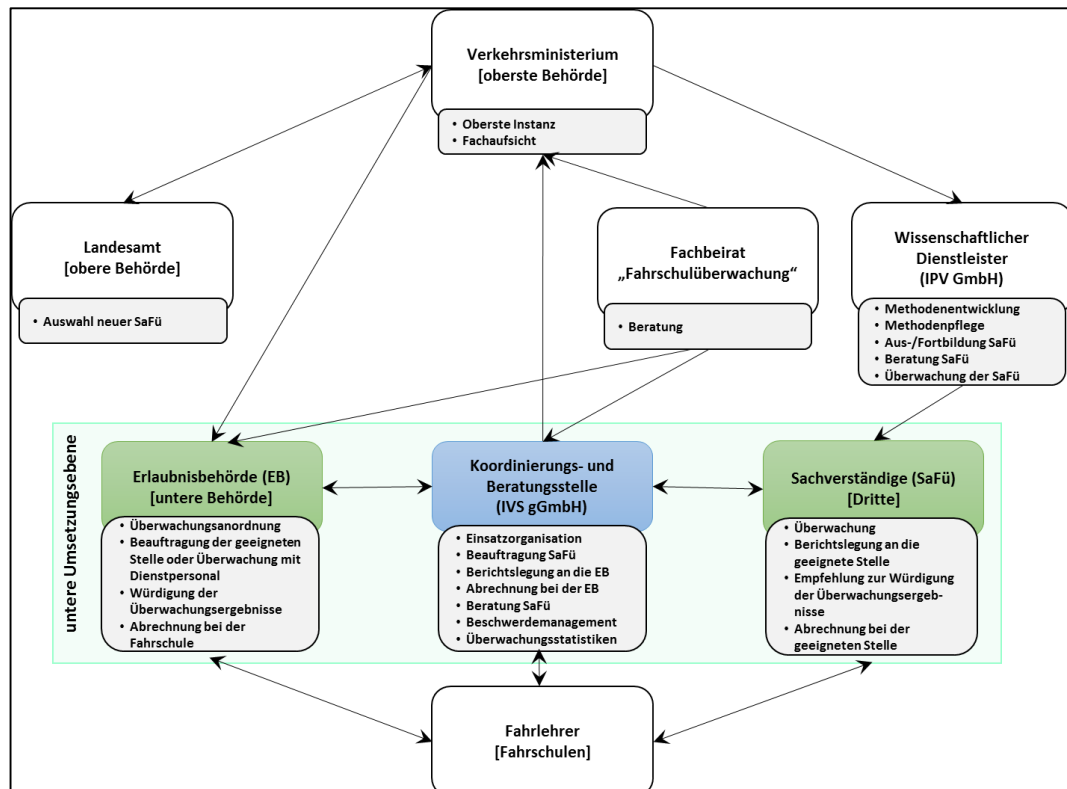 Verkehrsministerium
[oberste Behörde]
• Oberste Instanz
• Fachaufsicht
Landesamt
[obere Behörde]
• Auswahl neuer SaFü
Fachbeirat
„Fahrschulüberwachung“
• Beratung
Wissenschaftlicher
Dienstleister
(IPV GmbH)
• Methodenentwicklung
• Methodenpflege
• Aus-/Fortbildung SaFü
• Beratung SaFü
• Überwachung der SaFü
untere Umsetzungsebene
Erlaubnisbehörde (EB)
[untere Behörde]
• Überwachungsanordnung
• Beauftragung der geeigneten
Stelle oder Überwachung mit
Dienstpersonal
• Würdigung der
Überwachungsergebnisse
• Abrechnung bei der
Fahrschule
Koordinierungs- und
Beratungsstelle
(IVS gGmbH)
• Einsatzorganisation
• Beauftragung SaFü
• Berichtslegung an die EB
• Abrechnung bei der EB
• Beratung SaFü
• Beschwerdemanagement
• Überwachungsstatistiken
Sachverständige (SaFü)
[Dritte]
• Überwachung
• Berichtslegung an die
geeignete Stelle
• Empfehlung zur Würdigung
der Überwachungsergeb-
nisse
• Abrechnung bei der
geeigneten Stelle
Fahrlehrer
[Fahrschulen]